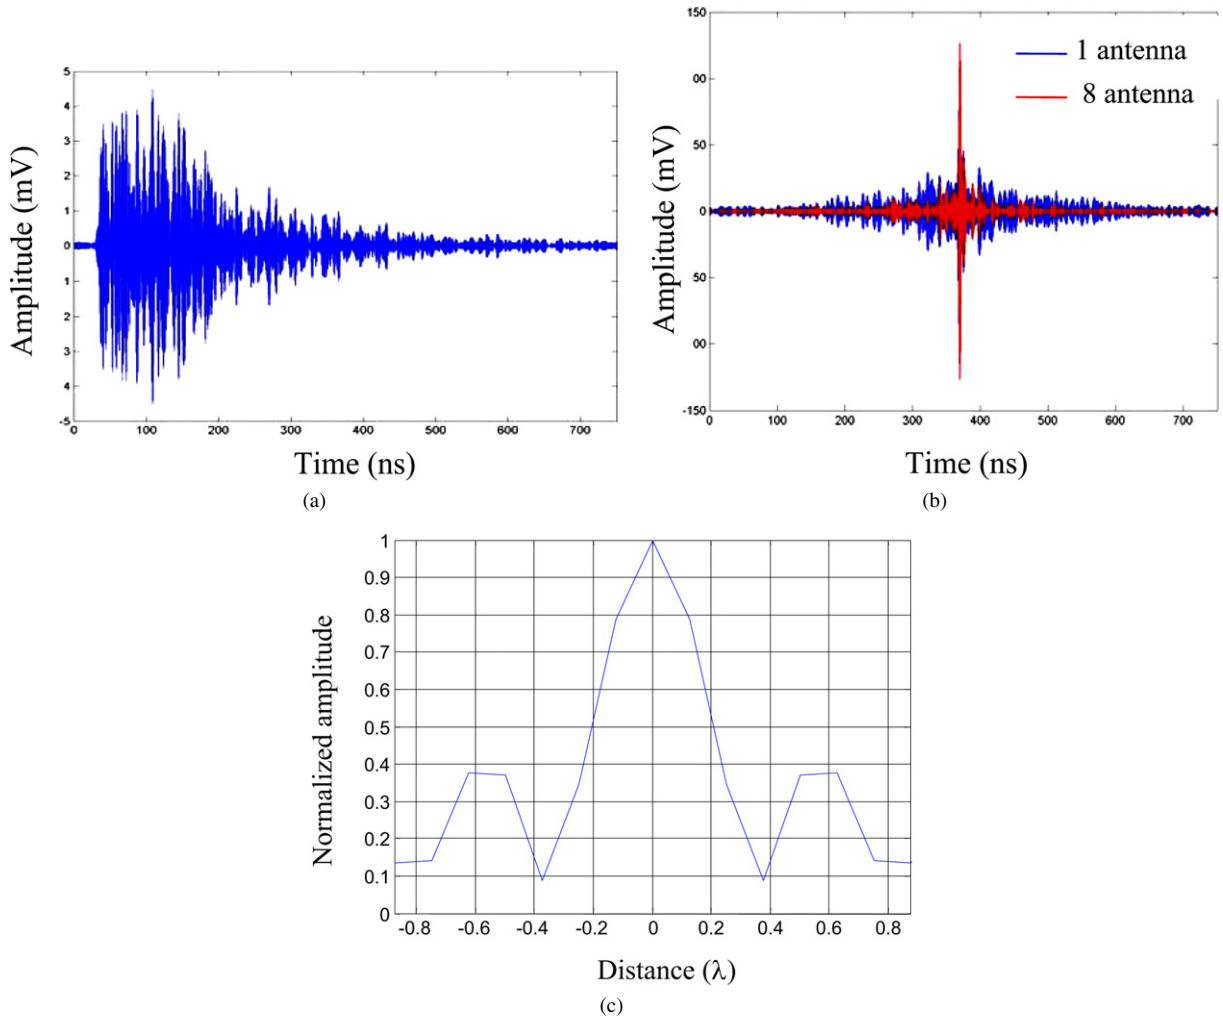 5
4
3
2
1
0
1
2
3
4
-5
0 100 200 300 400 500 600 700
Amplitude (mV)
Time (ns)
(a)
150
00
50
0
50
00
-150
0 100 200 300 400 500 600 700
Amplitude (mV)
1 antenna
8 antenna
Time (ns)
(b)
1
0.9
0.8
0.7
0.6
0.5
0.4
0.3
0.2
0.1
0
-0.8 -0.6 -0.4 -0.2 0 0.2 0.4 0.6 0.8
Normalized amplitude
Distance (λ)
(c)